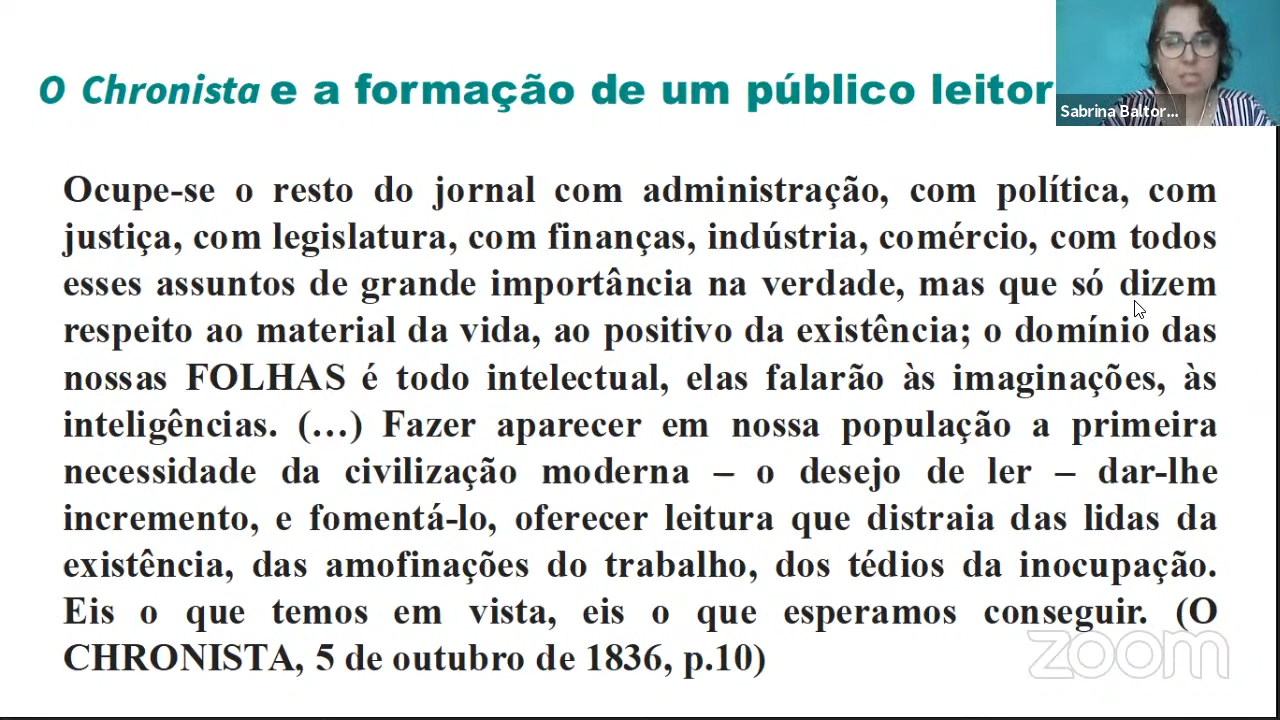 O Chronista e a formação de um público leitor
Sabrina Baltor...
Ocupe-se o resto do jornal com administração, com política, com
justiça, com legislatura, com finanças, indústria, comércio, com todos
esses assuntos de grande importância na verdade, mas que só dizem
respeito ao material da vida, ao positivo da existência; o domínio das
nossas FOLHAS é todo intelectual, elas falarão às imaginações, às
inteligências. (…) Fazer aparecer em nossa população a primeira
necessidade da civilização moderna – o desejo de ler – dar-lhe
incremento, e fomentá-lo, oferecer leitura que distraia das lidas da
existência, das amofinações do trabalho, dos tédios da inocupação.
Eis o que temos em vista, eis o que esperamos conseguir. (O
CHRONISTA, 5 de outubro de 1836, p.10)
zoom